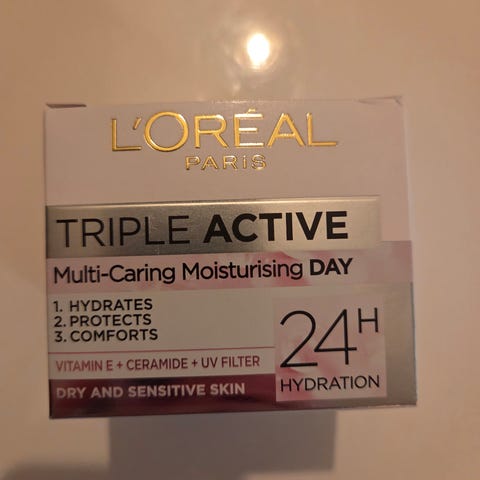 L'ORÉAL
PARIS
TRIPLE ACTIVE
Multi-Caring Moisturising DAY
1. HYDRATES
2. PROTECTS
3. COMFORTS
VITAMIN E + CERAMIDE + UV FILTER
DRY AND SENSITIVE SKIN
24H
HYDRATION